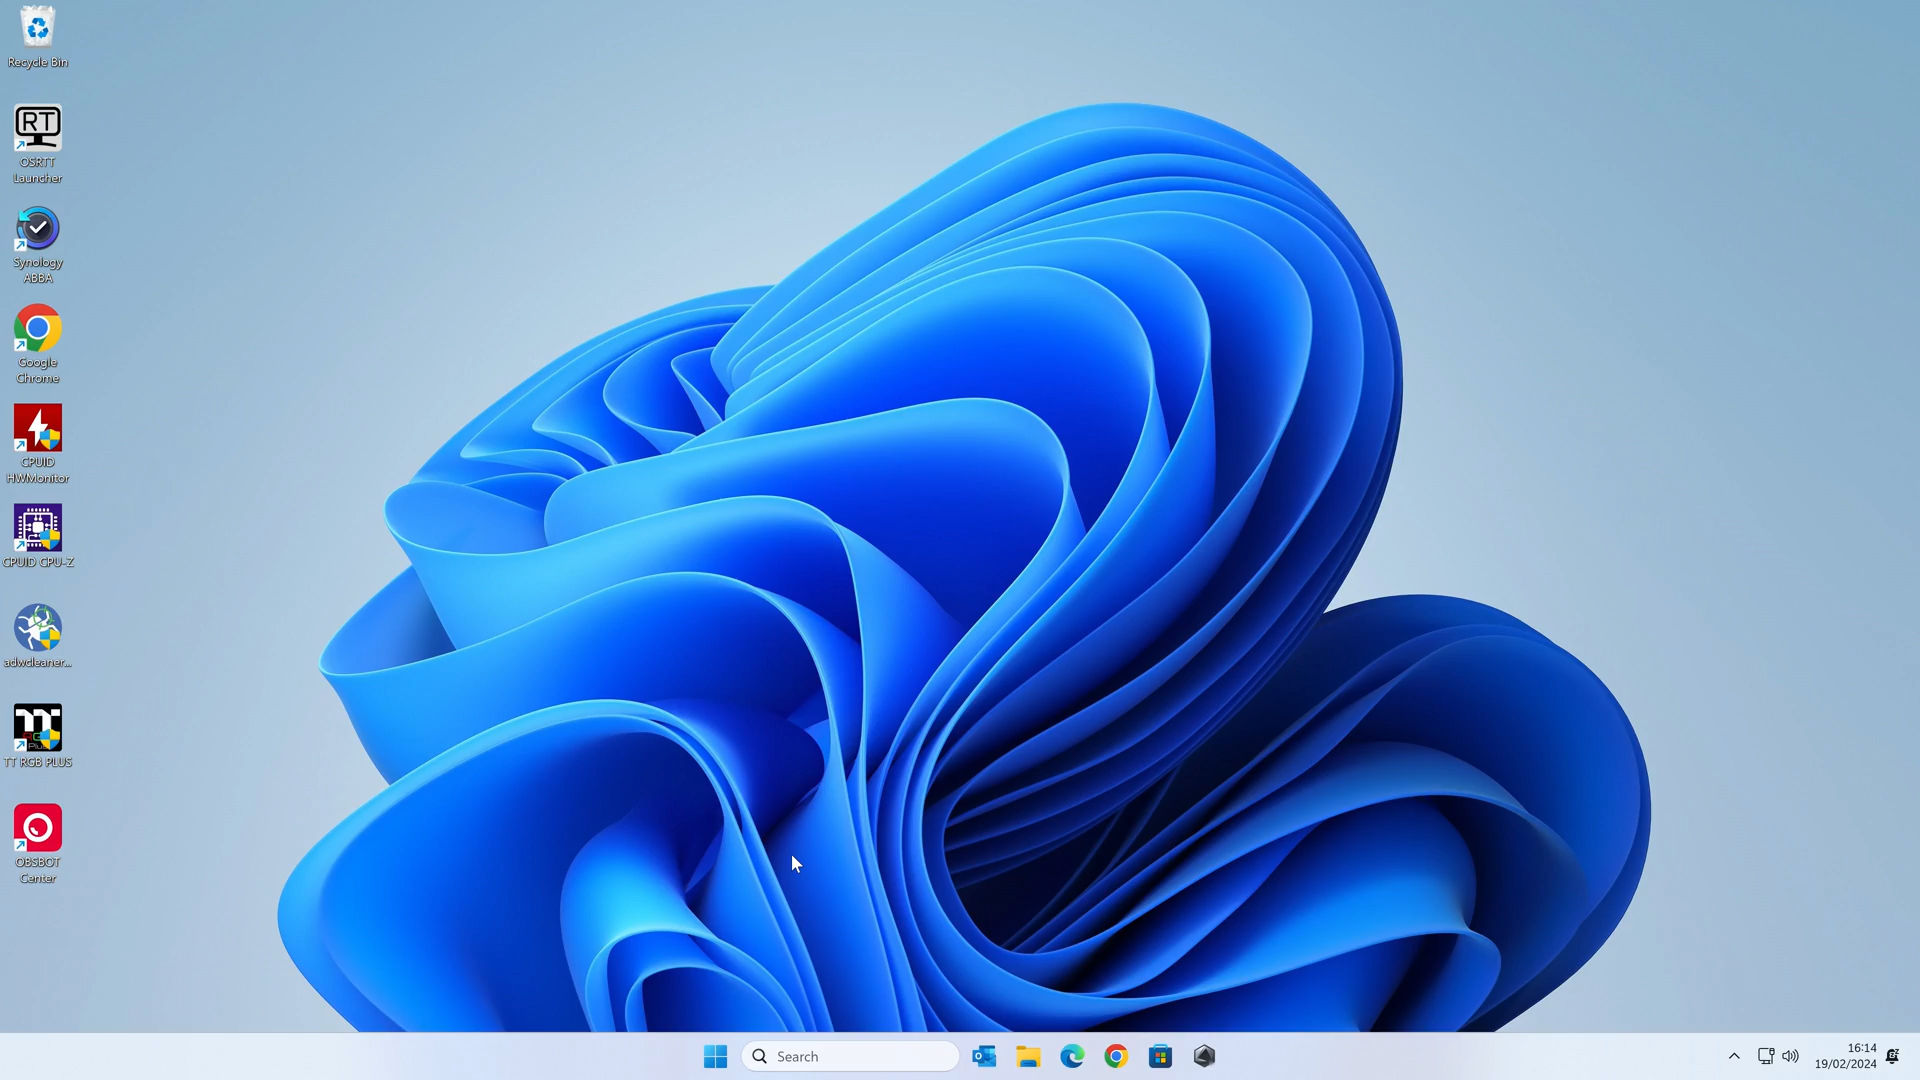 Recycle Bin
RT
OSRTT
Launcher
Synology
ABBA
Google
Chrome
CPUID
HWMonitor
CPUID CPU-Z
adwcleaner...
TT RGB PLUS
OBSBOT
Center
Search
16:14
19/02/2024